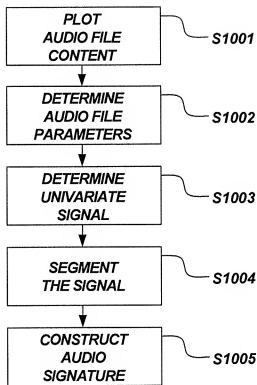 PLOT
AUDIO FILE
CONTENT
S1001
DETERMINE
AUDIO FILE
PARAMETERS
S1002
DETERMINE
UNIVARIATE
SIGNAL
S1003
SEGMENT
THE SIGNAL
S1004
CONSTRUCT
AUDIO
SIGNATURE
S1005